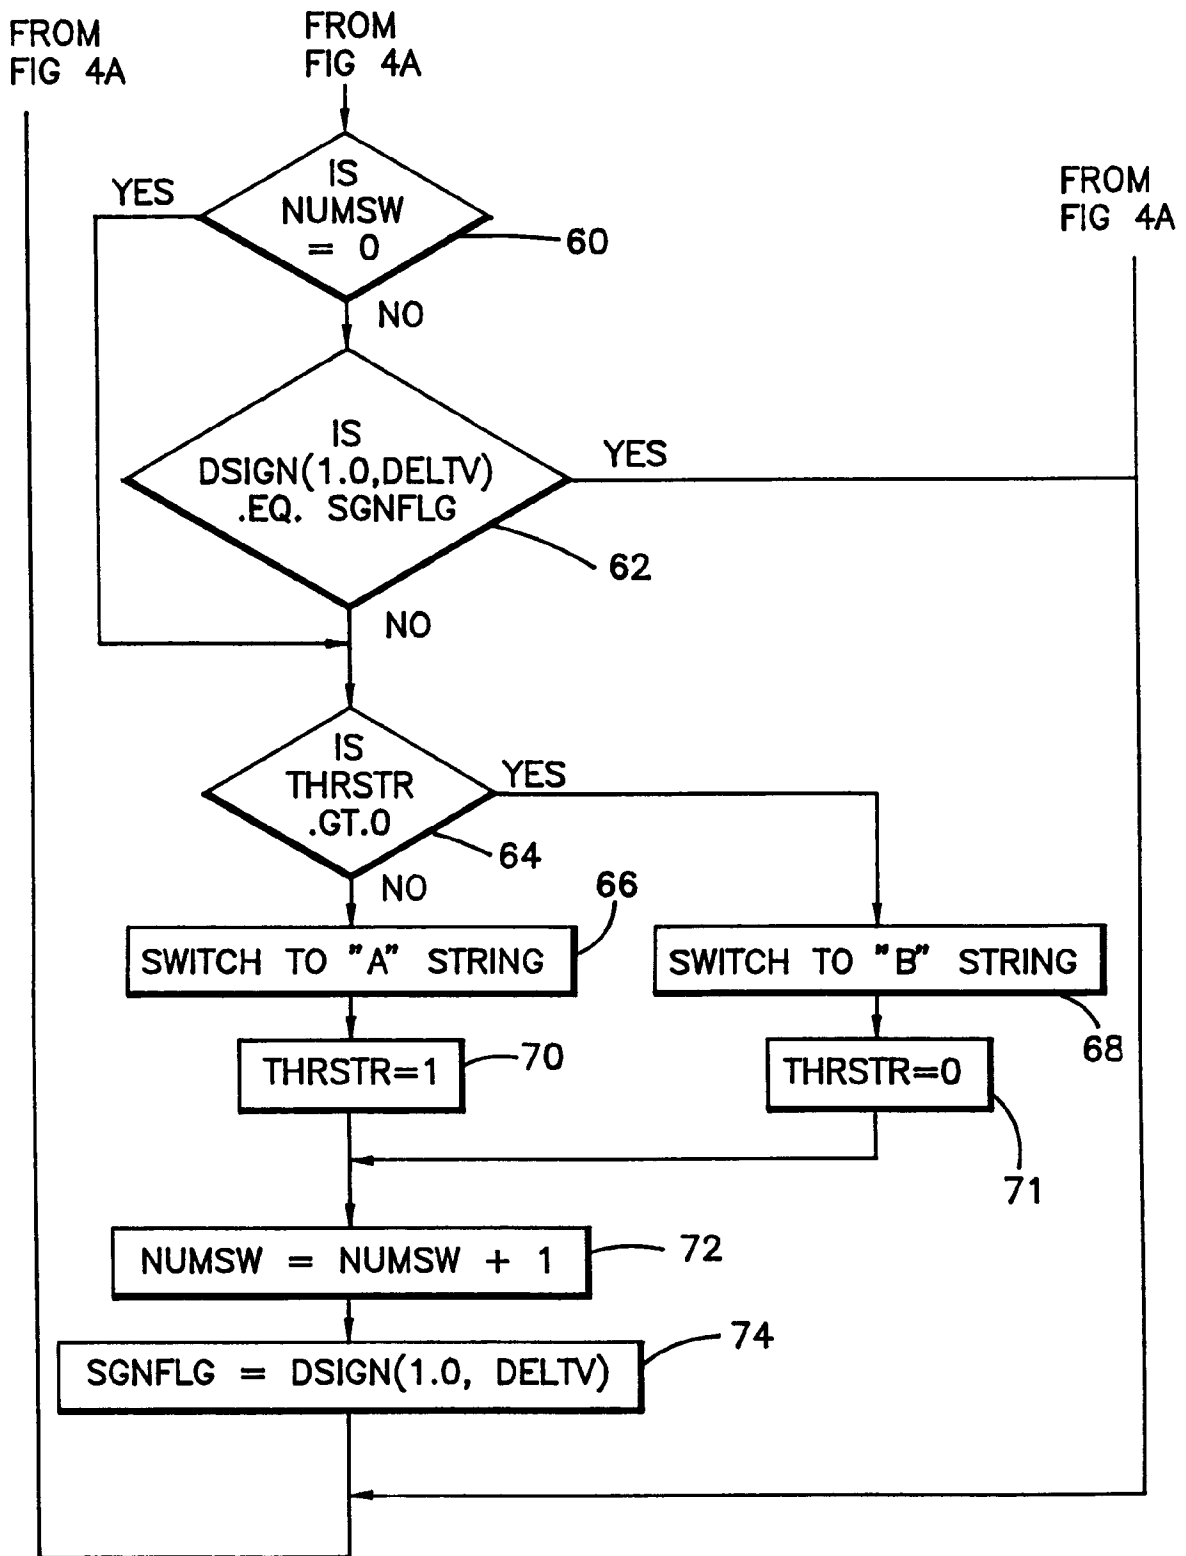 FROM
FIG 4A
FROM
FIG 4A
FROM
FIG 4A
IS
NUMSW
= 0
60
YES
NO
IS
DSIGN(1.0,DELTV)
.EQ. SGNFLG
62
YES
NO
IS
THRSTR
.GT.0
64
YES
NO
66
SWITCH TO "A" STRING
SWITCH TO "B" STRING
68
THRSTR=1
70
THRSTR=0
71
NUMSW = NUMSW + 1
72
SGNFLG = DSIGN(1.0, DELTV)
74